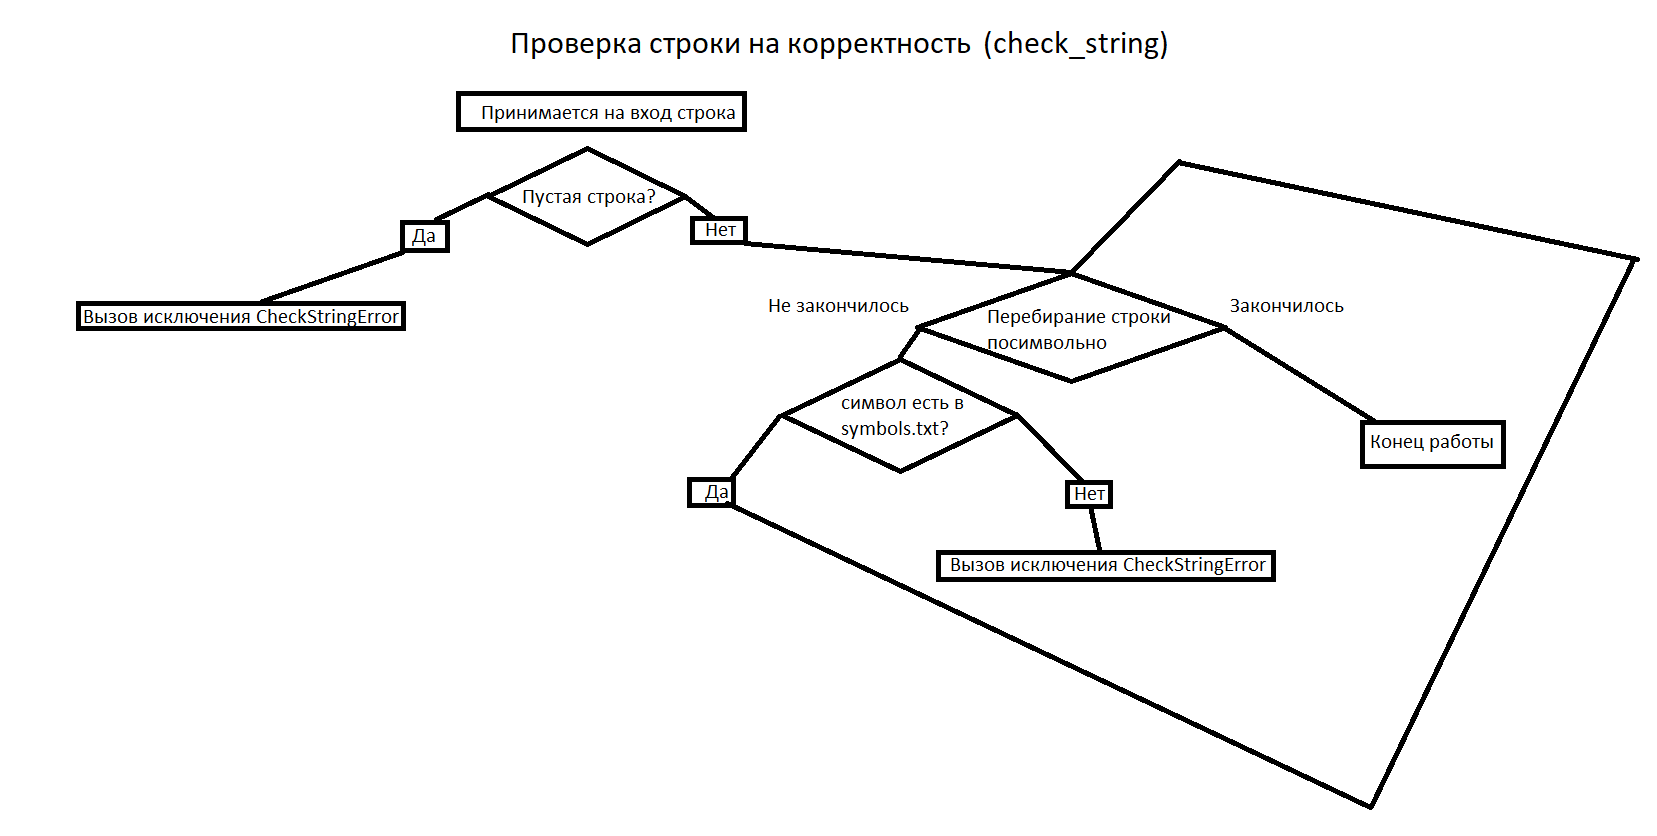 Проверка строки на корректность (check_string)
Принимается на вход строка
Пустая строка?
Да
Нет
Вызов исключения CheckStringError
Не закончилось
Закончилось
Перебирание строки
посимвольно
символ есть в
symbols.txt?
Конец работы
Да
Нет
Вызов исключения CheckStringError